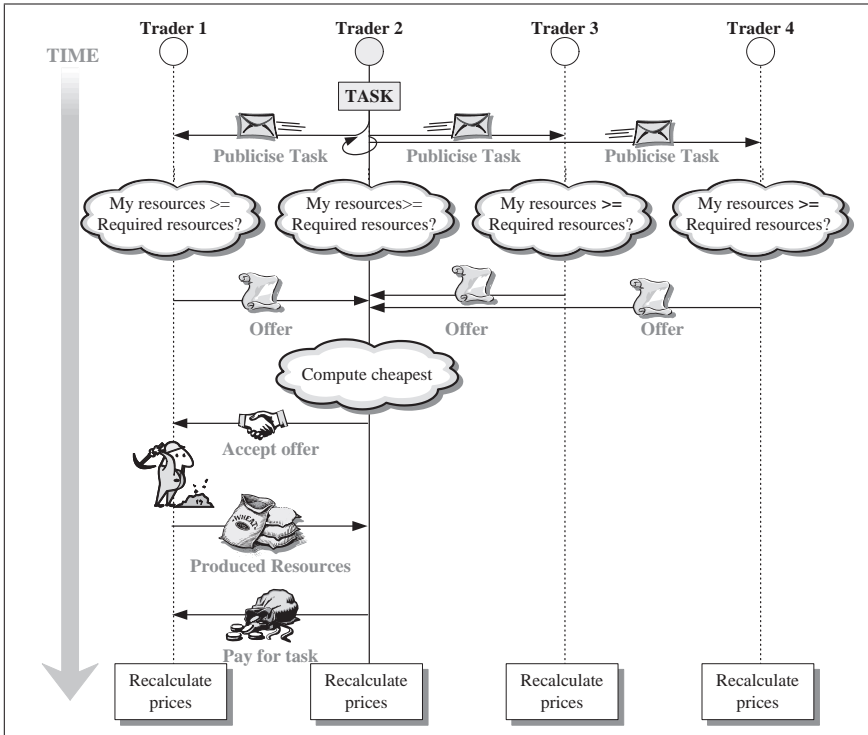 Trader 1 Trader 2 Trader 3 Trader 4
TIME
TASK
Publicise Task Publicise Task Publicise Task
My resources >= My resources>= My resources >= My resources >=
Required resources? Required resources? Required resources? Required resources?
Offer Offer Offer
Compute cheapest
Accept offer
WHEAT
Produced Resources
Pay for task
Recalculate Recalculate Recalculate Recalculate
prices prices prices prices